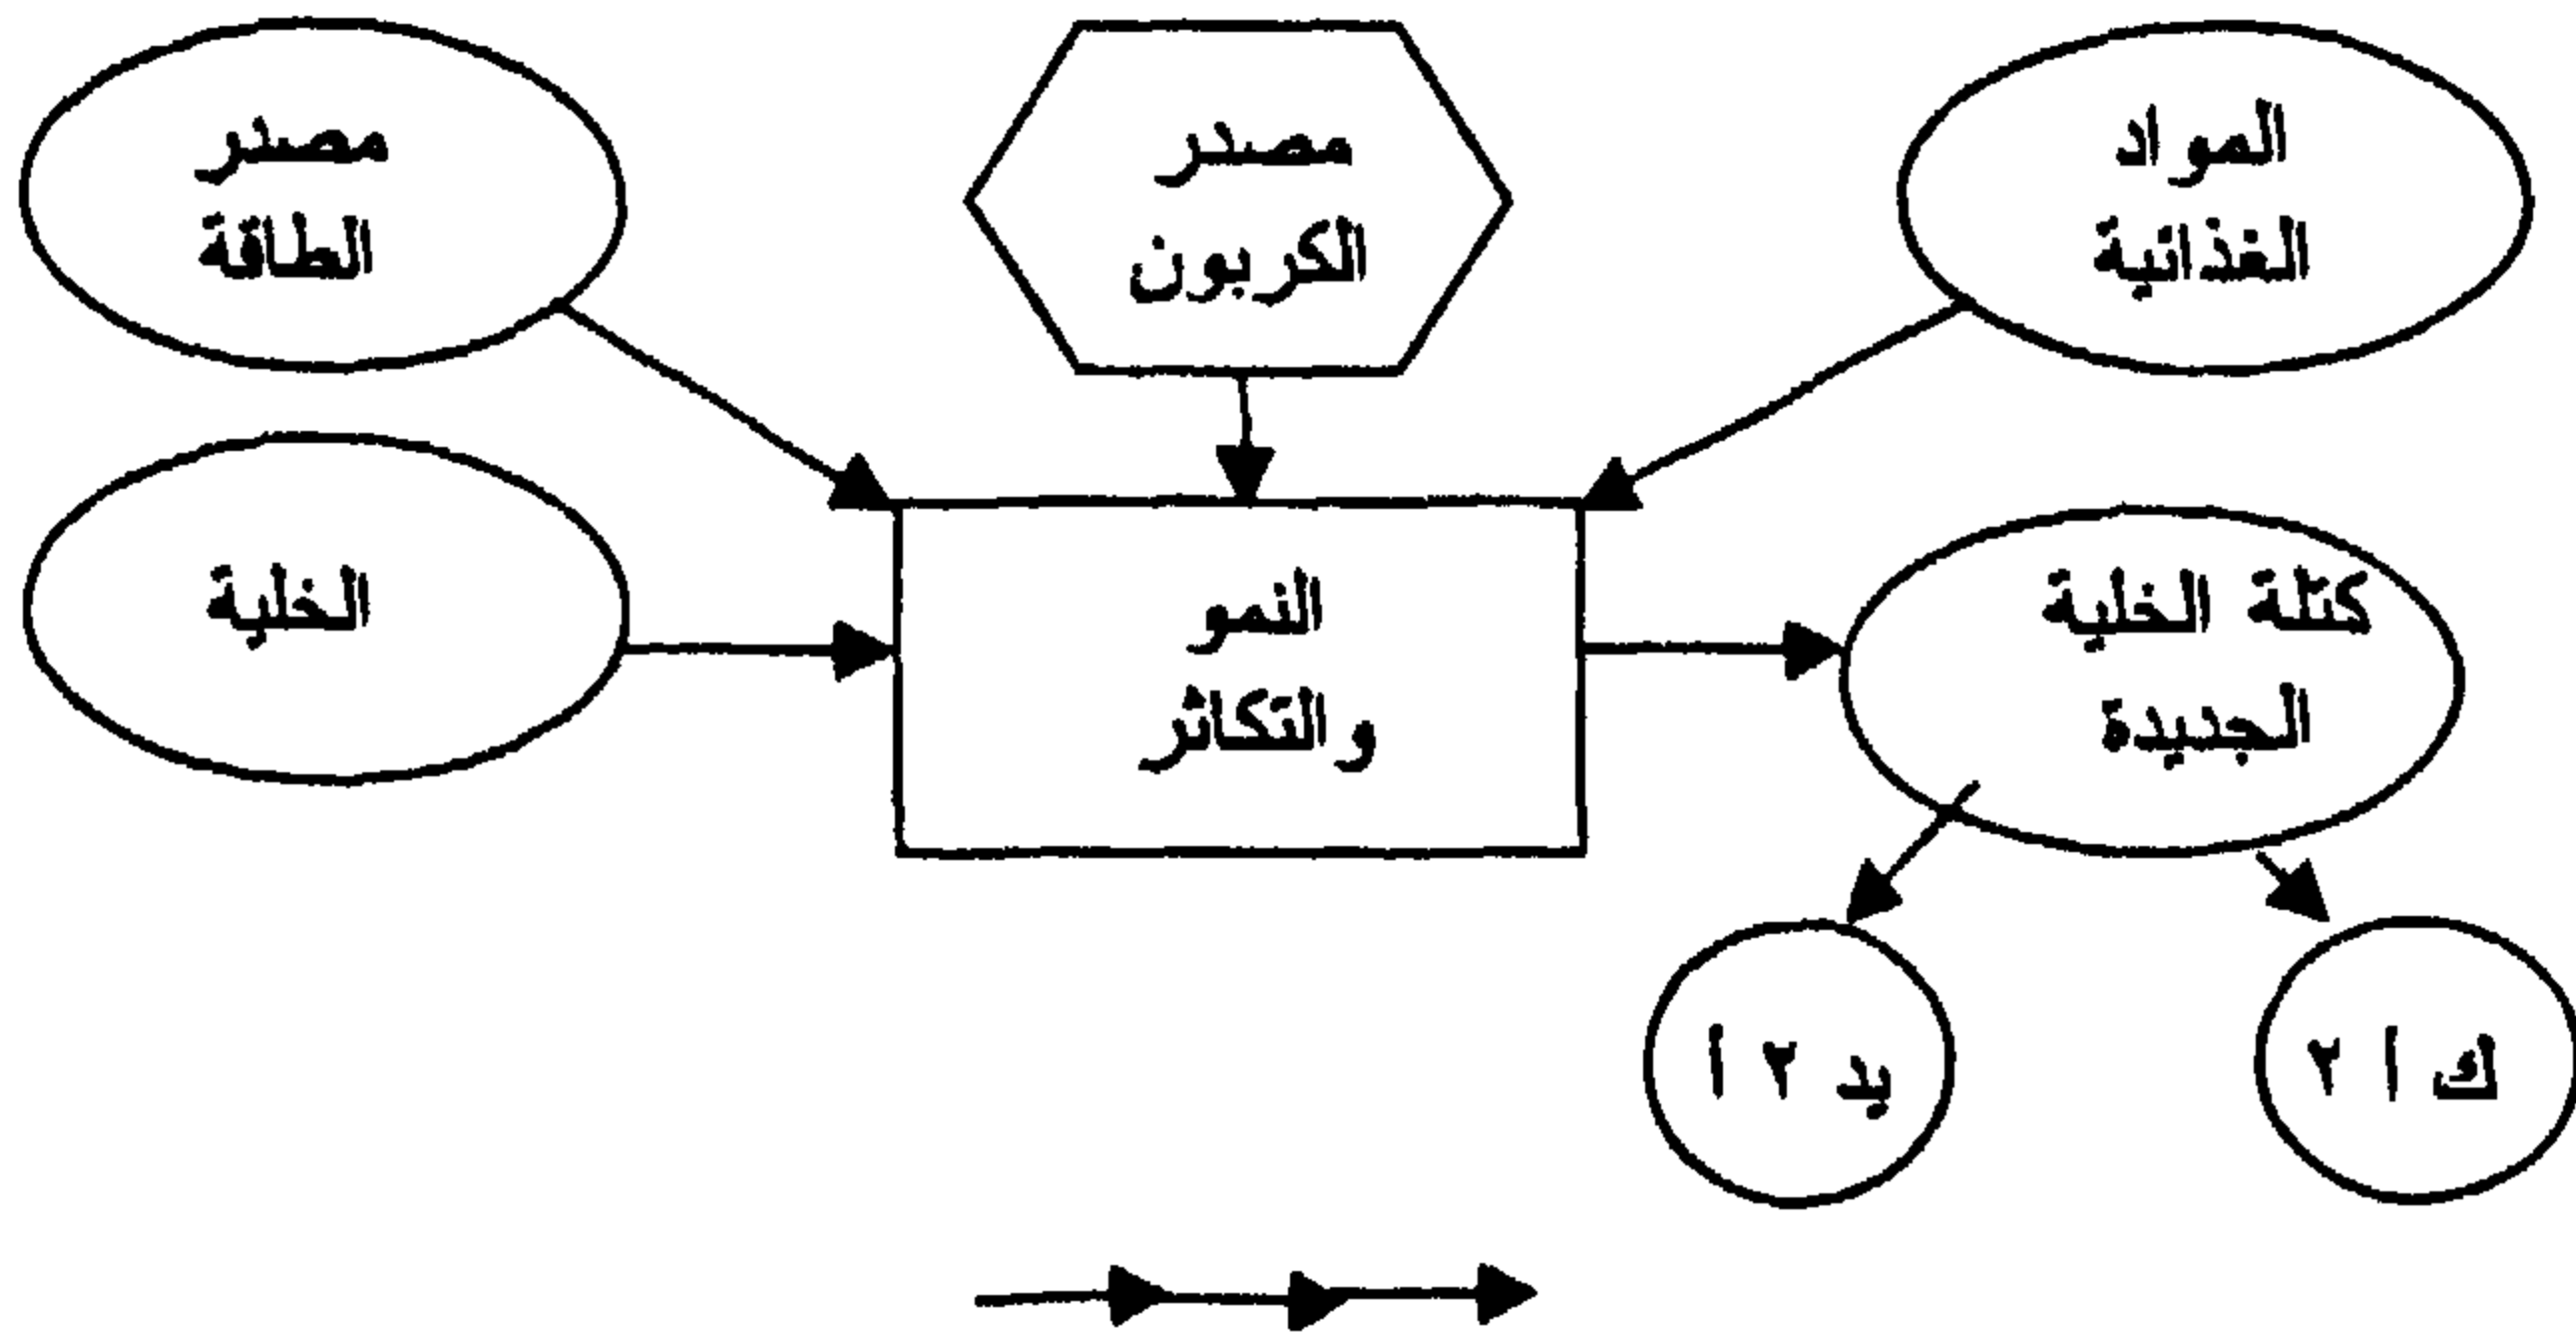 المواد
الغذائية
مصدر
الكربون
مصدر
الطاقة
الخلية
النمو
والتكاثر
كتلة الخلية
الجديدة
ك أ ٢
يد ٢ أ